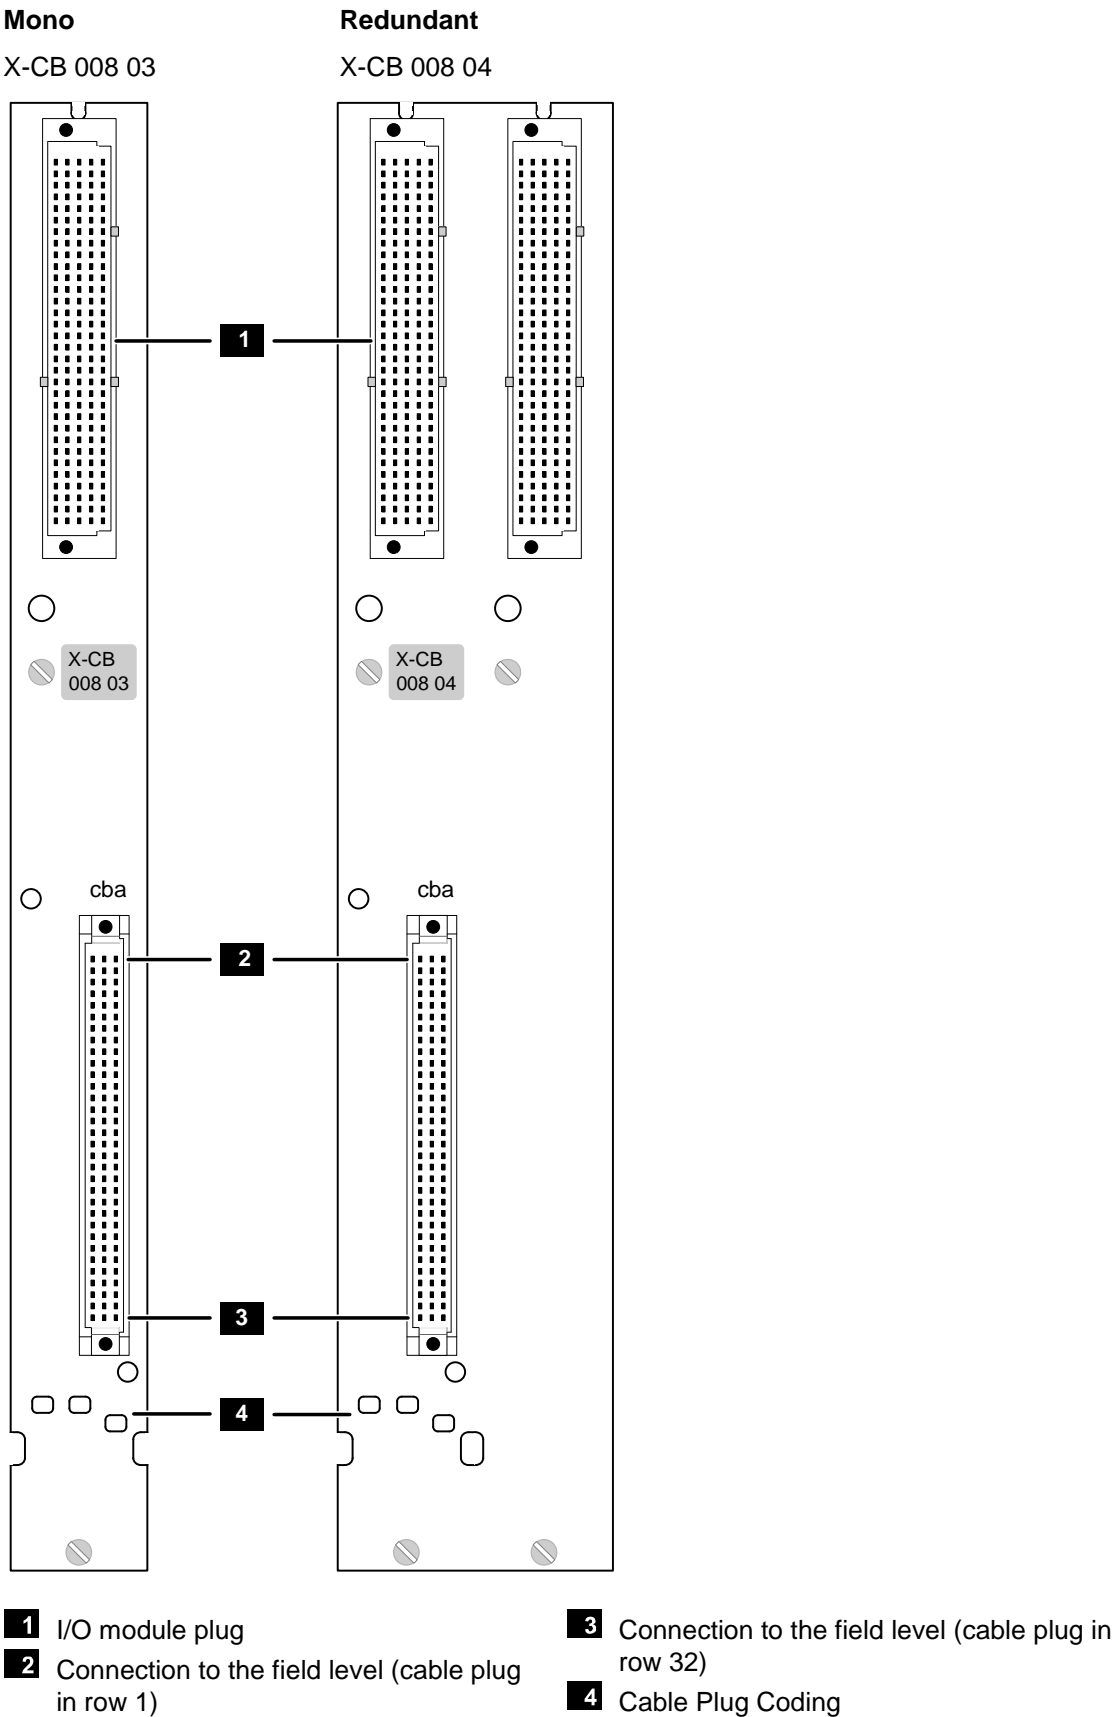 Mono Redundant
X-CB 008 03 X-CB 008 04
1
X-CB
008 03
X-CB
008 04
cba cba
2
3
4
1 I/O module plug
2 Connection to the field level (cable plug
in row 1)
3 Connection to the field level (cable plug in
row 32)
4 Cable Plug Coding